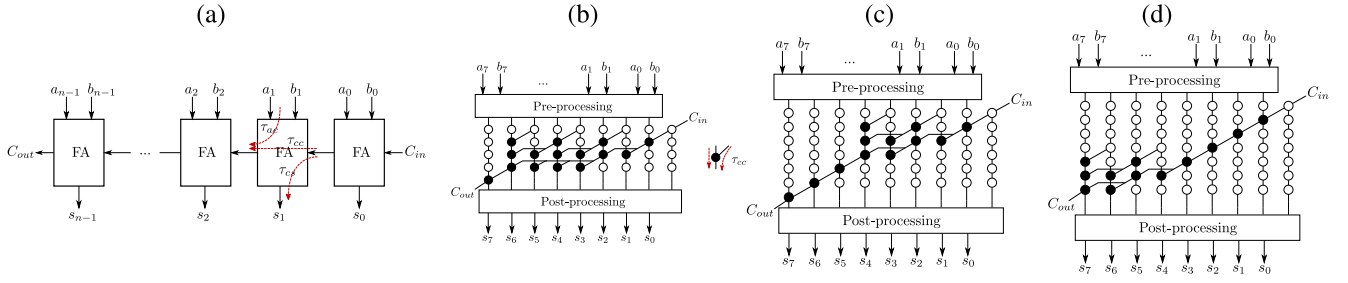 (a)
a_{n-1} b_{n-1} a_2 b_2 a_1 b_1 a_0 b_0
τ_{ac}
τ_{cc}
C_{out} FA ... FA FA FA C_{in}
τ_{cs}
s_{n-1} s_2 s_1 s_0
(b)
a_7 b_7 ... a_1 b_1 a_0 b_0
Pre-processing
C_{in}
τ_{cc}
C_{out}
Post-processing
s_7 s_6 s_5 s_4 s_3 s_2 s_1 s_0
(c)
a_7 b_7 ... a_1 b_1 a_0 b_0
Pre-processing
C_{in}
C_{out}
Post-processing
s_7 s_6 s_5 s_4 s_3 s_2 s_1 s_0
(d)
a_7 b_7 ... a_1 b_1 a_0 b_0
Pre-processing
C_{in}
C_{out}
Post-processing
s_7 s_6 s_5 s_4 s_3 s_2 s_1 s_0